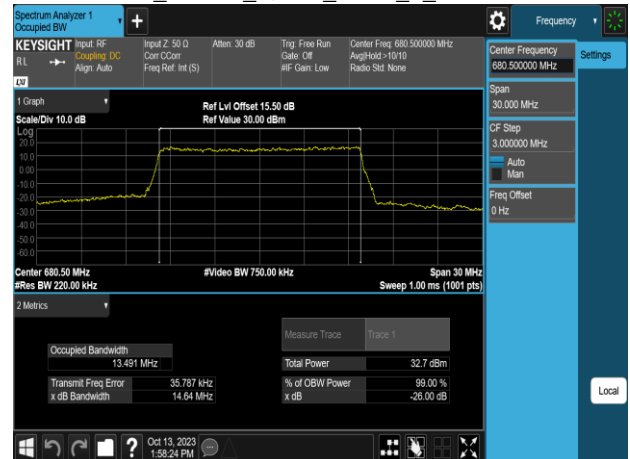 Spectrum Analyzer 1
Occupied BW
Frequency
KEYSIGHT
RL
Input: RF
Coupling: DC
Align: Auto
Input Z: 50 Ω
Corr CCorr
Freq Ref: Int (S)
Atten: 30 dB
Trig: Free Run
Gate: Off
#IF Gain: Low
Center Freq: 680.500000 MHz
Avg|Hold:>10/10
Radio Std: None
LXI
Center Frequency
680.500000 MHz
Settings
Span
30.000 MHz
CF Step
3.000000 MHz
Auto
Man
Freq Offset
0 Hz
1 Graph
Scale/Div 10.0 dB
Ref Lvl Offset 15.50 dB
Ref Value 30.00 dBm
Log
20.0
10.0
0.00
-10.0
-20.0
-30.0
-40.0
-50.0
-60.0
Center 680.50 MHz
#Res BW 220.00 kHz
#Video BW 750.00 kHz
Span 30 MHz
Sweep 1.00 ms (1001 pts)
2 Metrics
Measure Trace
Trace 1
Occupied Bandwidth
13.491 MHz
Total Power
32.7 dBm
Transmit Freq Error
35.787 kHz
% of OBW Power
99.00 %
x dB Bandwidth
14.64 MHz
x dB
-26.00 dB
Local
?
Oct 13, 2023
1:58:24 PM